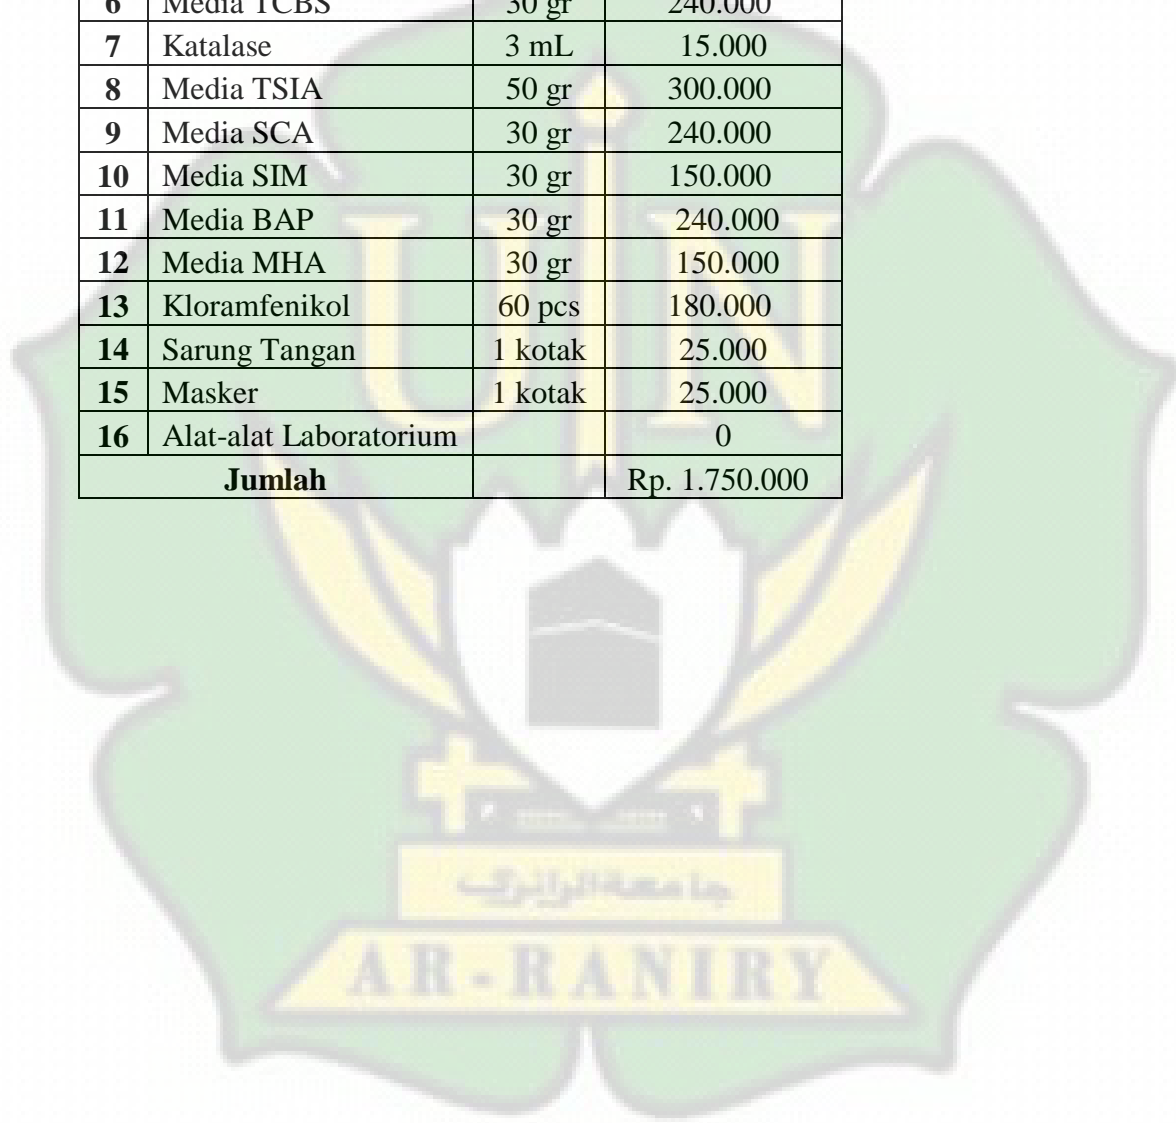 6 Media TCBS 30 gr 240.000
7 Katalase 3 mL 15.000
8 Media TSIA 50 gr 300.000
9 Media SCA 30 gr 240.000
10 Media SIM 30 gr 150.000
11 Media BAP 30 gr 240.000
12 Media MHA 30 gr 150.000
13 Kloramfenikol 60 pcs 180.000
14 Sarung Tangan 1 kotak 25.000
15 Masker 1 kotak 25.000
16 Alat-alat Laboratorium 0
Jumlah Rp. 1.750.000
UIN
جامعة الرانري
AR-RANIRY